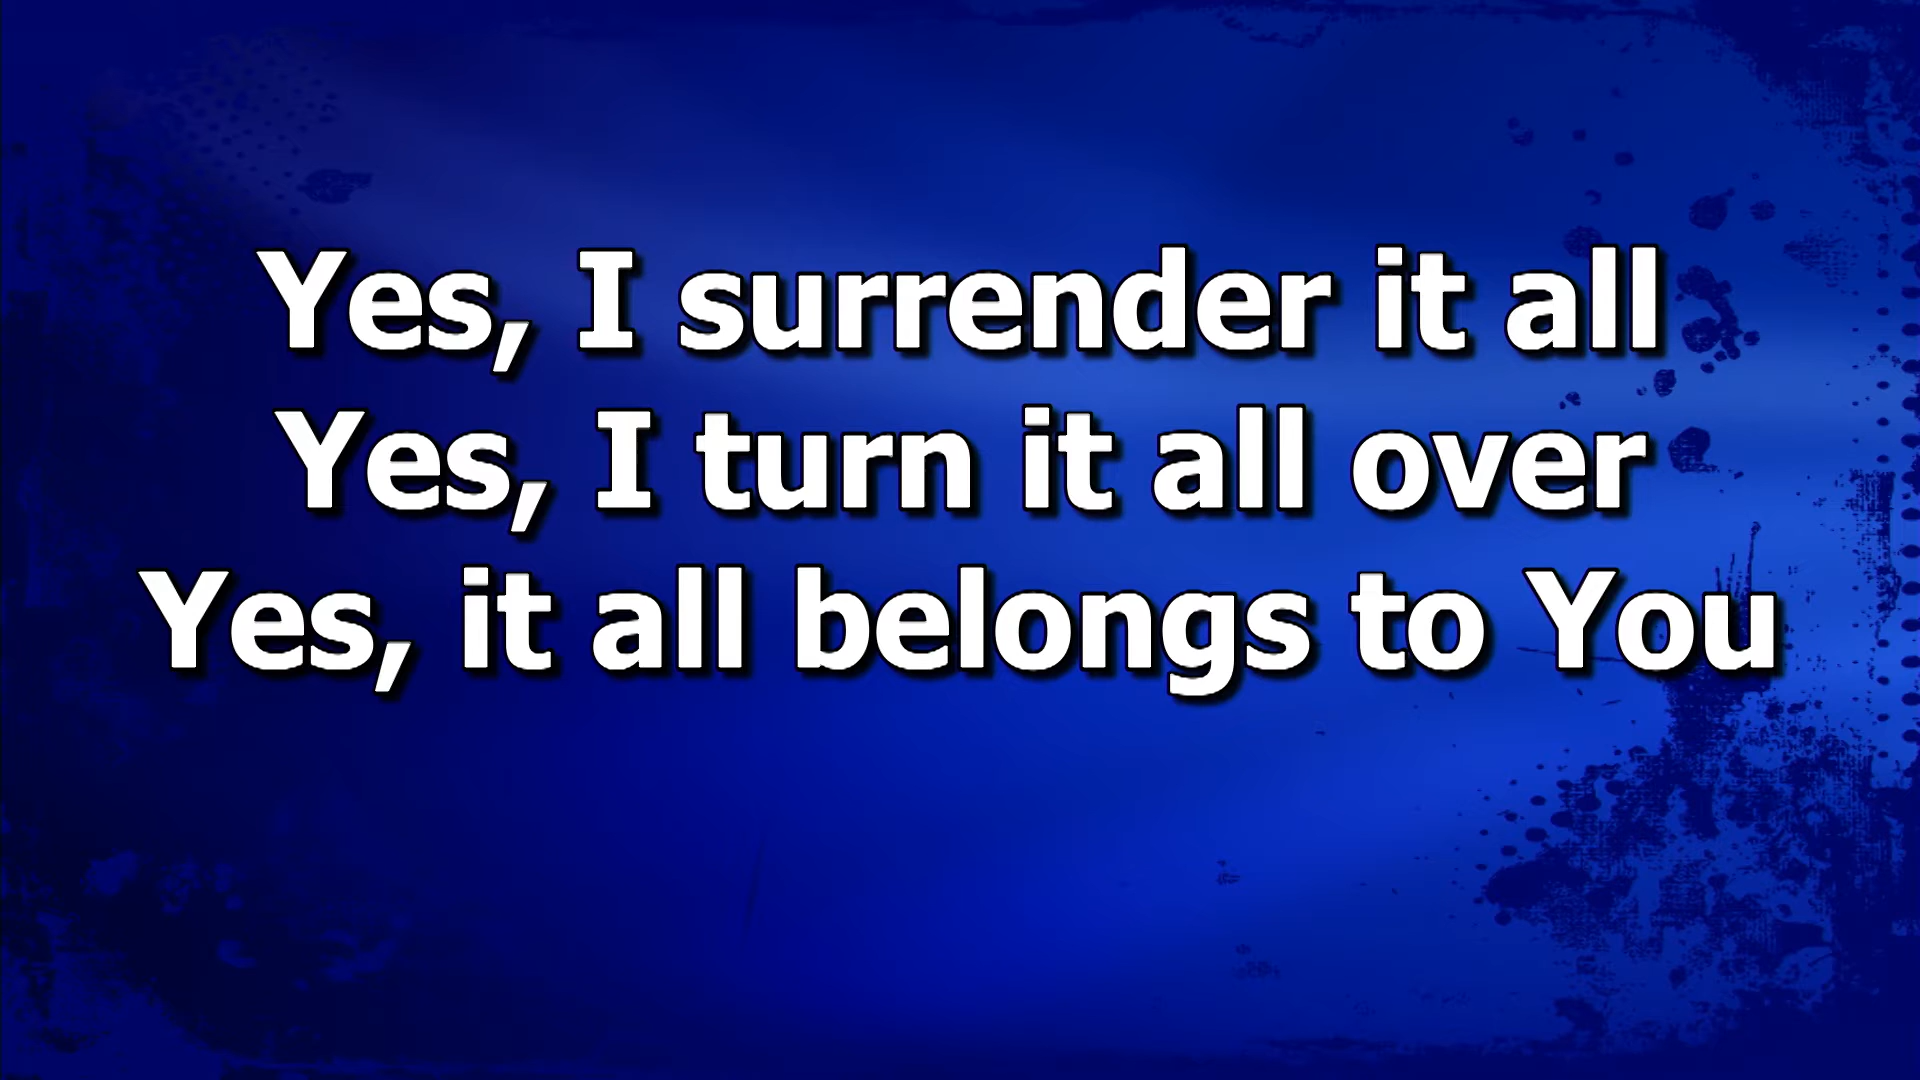 Yes, I surrender it all
Yes, I turn it all over
Yes, it all belongs to You